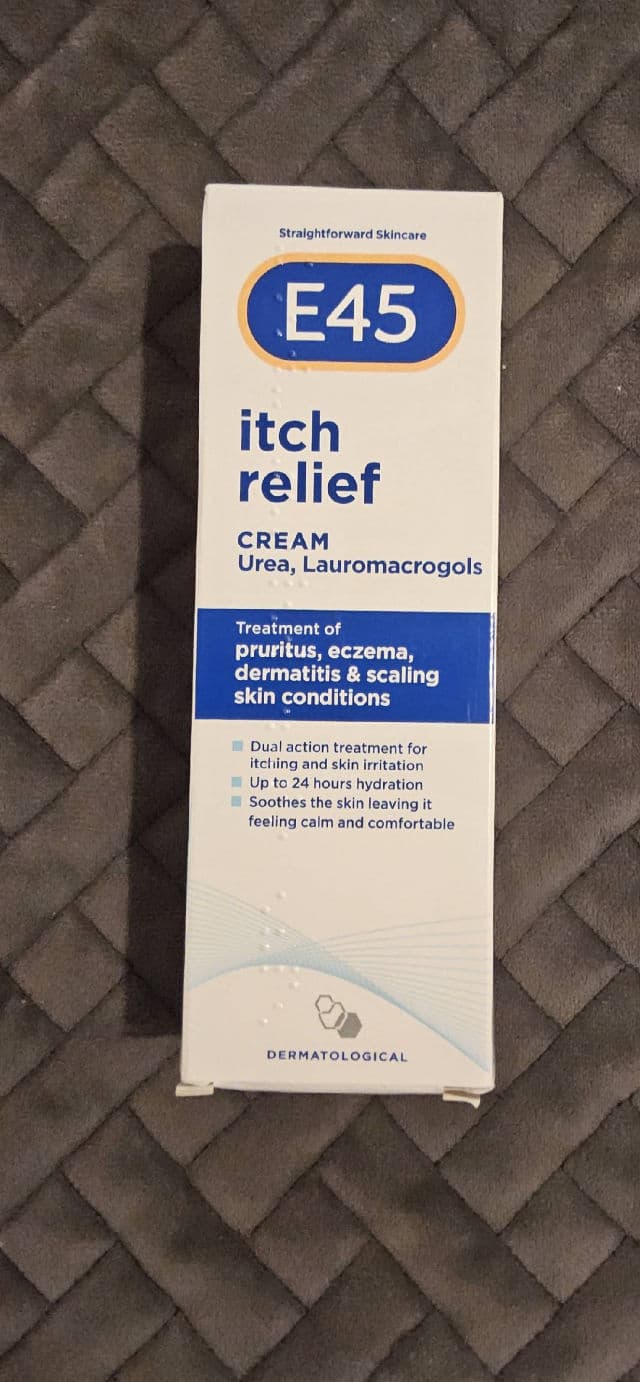 Straightforward Skincare
E45
itch
relief
CREAM
Urea, Lauromacrogols
Treatment of
pruritus, eczema,
dermatitis & scaling
skin conditions
Dual action treatment for
itching and skin irritation
Up to 24 hours hydration
Soothes the skin leaving it
feeling calm and comfortable
DERMATOLOGICAL